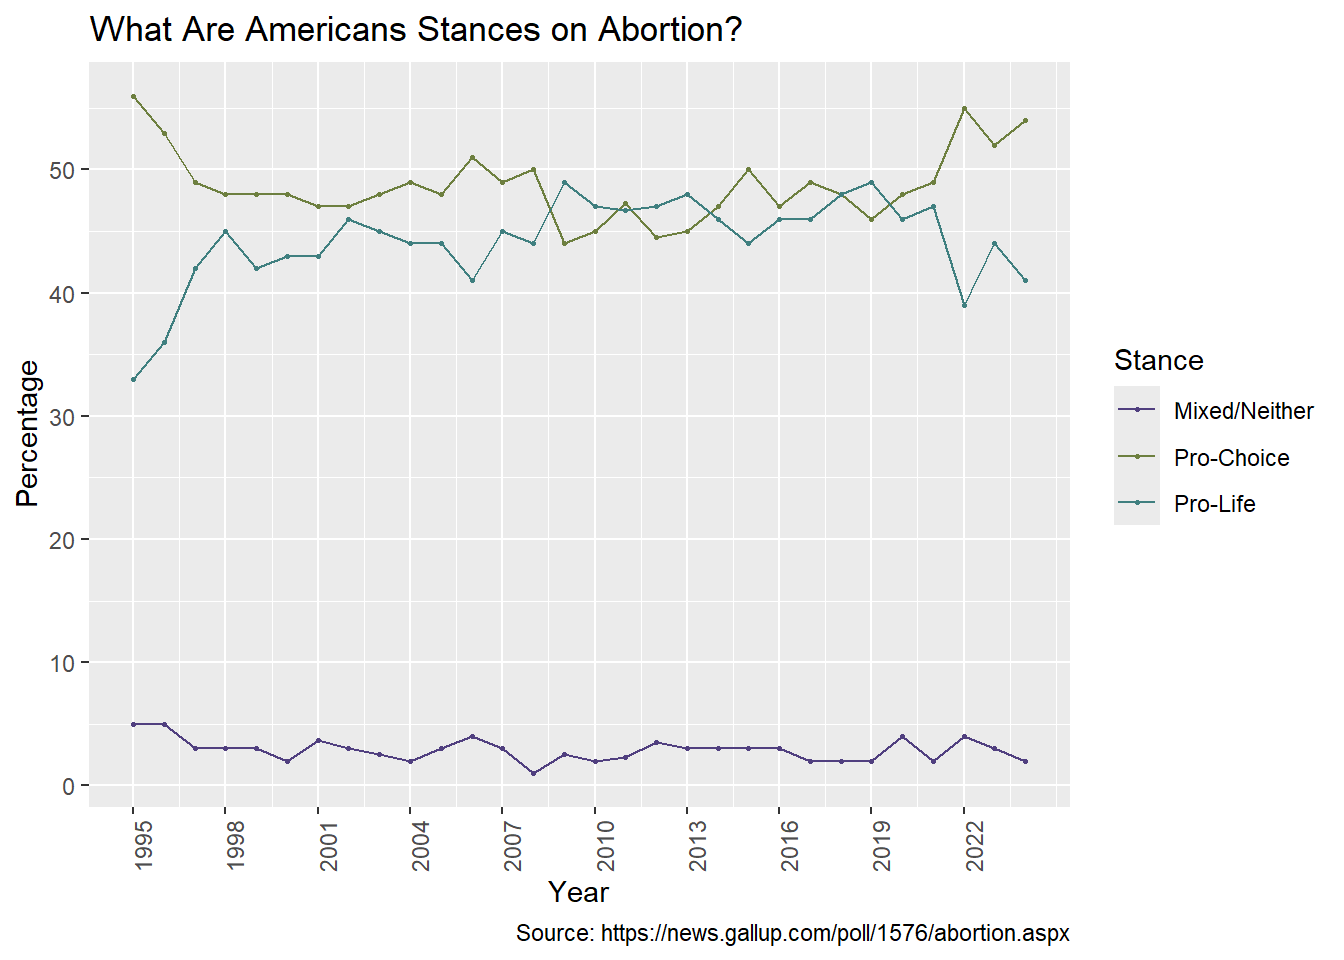 What Are Americans Stances on Abortion?
50
40
30
20
10
0
Percentage
1995
1998
2001
2004
2007
2010
2013
2016
2019
2022
Year
Stance
Mixed/Neither
Pro-Choice
Pro-Life
Source: https://news.gallup.com/poll/1576/abortion.aspx